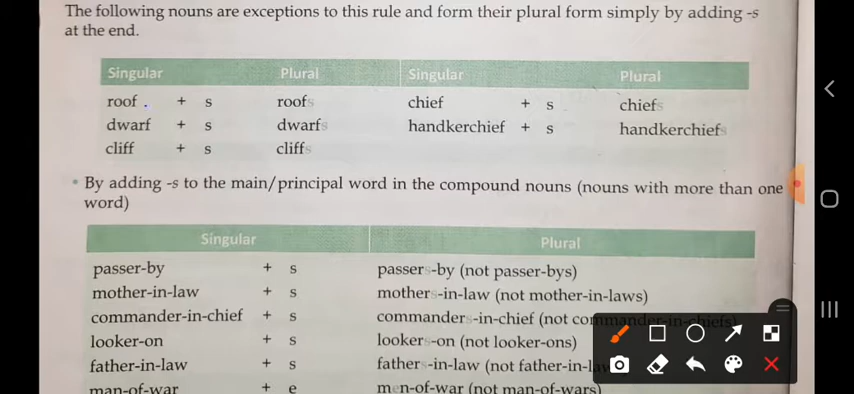 The following nouns are exceptions to this rule and form their plural form simply by adding -s
at the end.
Singular Plural Singular Plural
roof + s roofs chief + s chiefs
dwarf + s dwarfs handkerchief + s handkerchiefs
cliff + s cliffs
• By adding -s to the main/principal word in the compound nouns (nouns with more than one
word)
Singular Plural
passer-by + s passers-by (not passer-bys)
mother-in-law + s mothers-in-law (not mother-in-laws)
commander-in-chief + s commanders-in-chief (not commander-in-chiefs)
looker-on + s lookers-on (not looker-ons)
father-in-law + s fathers-in-law (not father-in-
man-of-war + e men-of-war (not man-of-wars)